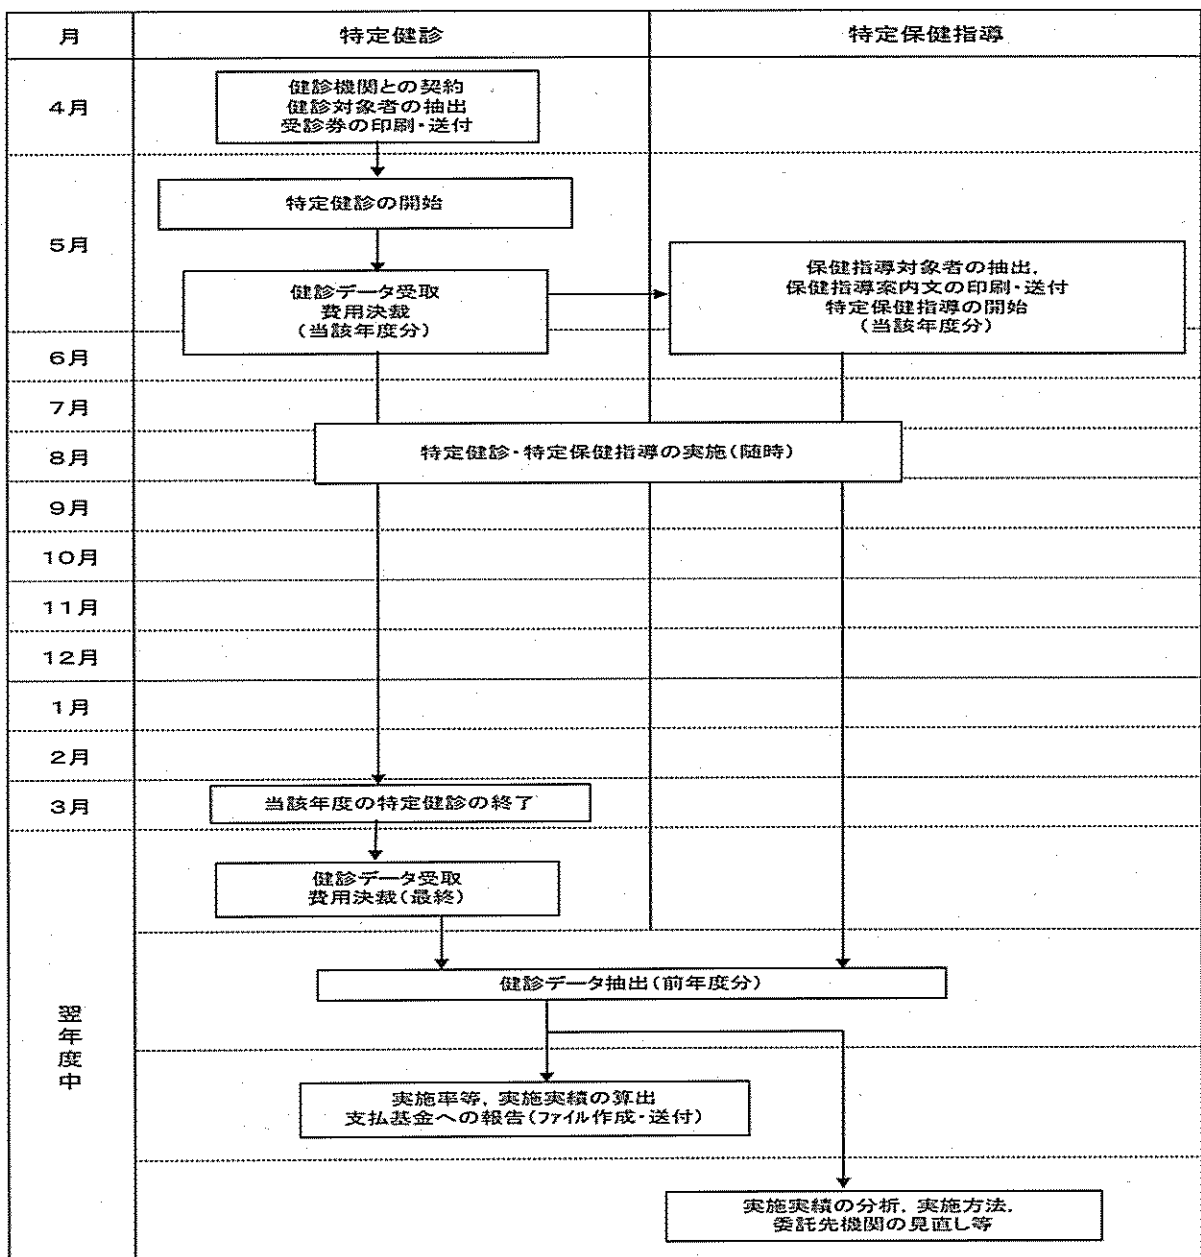 月
特定健診
特定保健指導
4月
健診機関との契約
健診対象者の抽出
受診券の印刷・送付
5月
特定健診の開始
健診データ受取
費用決裁
(当該年度分)
保健指導対象者の抽出,
保健指導案内文の印刷・送付
特定保健指導の開始
(当該年度分)
6月
7月
8月
特定健診・特定保健指導の実施(随時)
9月
10月
11月
12月
1月
2月
3月
当該年度の特定健診の終了
翌年度中
健診データ受取
費用決裁(最終)
健診データ抽出(前年度分)
実施率等,実施実績の算出
支払基金への報告(ファイル作成・送付)
実施実績の分析,実施方法,
委託先機関の見直し等